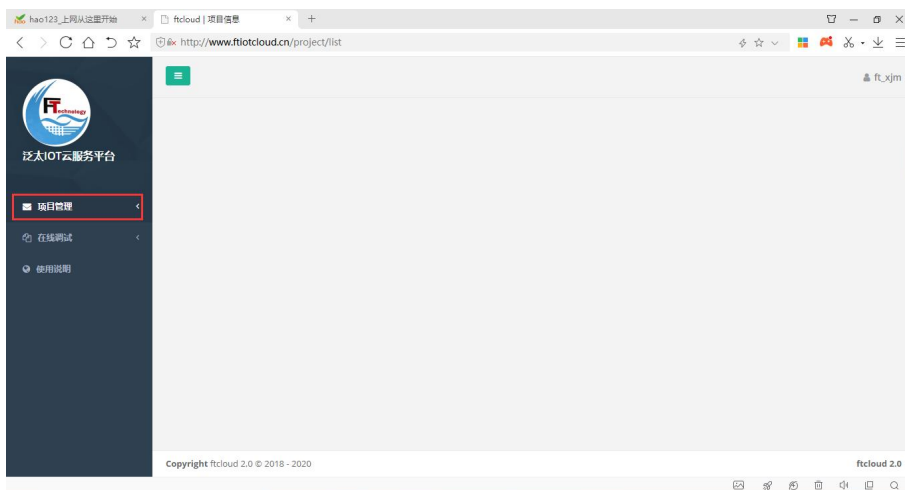 hao123_上网从这里开始
ftcloud | 项目信息
http://www.ftiotcloud.cn/project/list
ft_xjm
FTechnology
泛太IOT云服务平台
项目管理
在线调试
使用说明
Copyright ftcloud 2.0 © 2018 - 2020
ftcloud 2.0